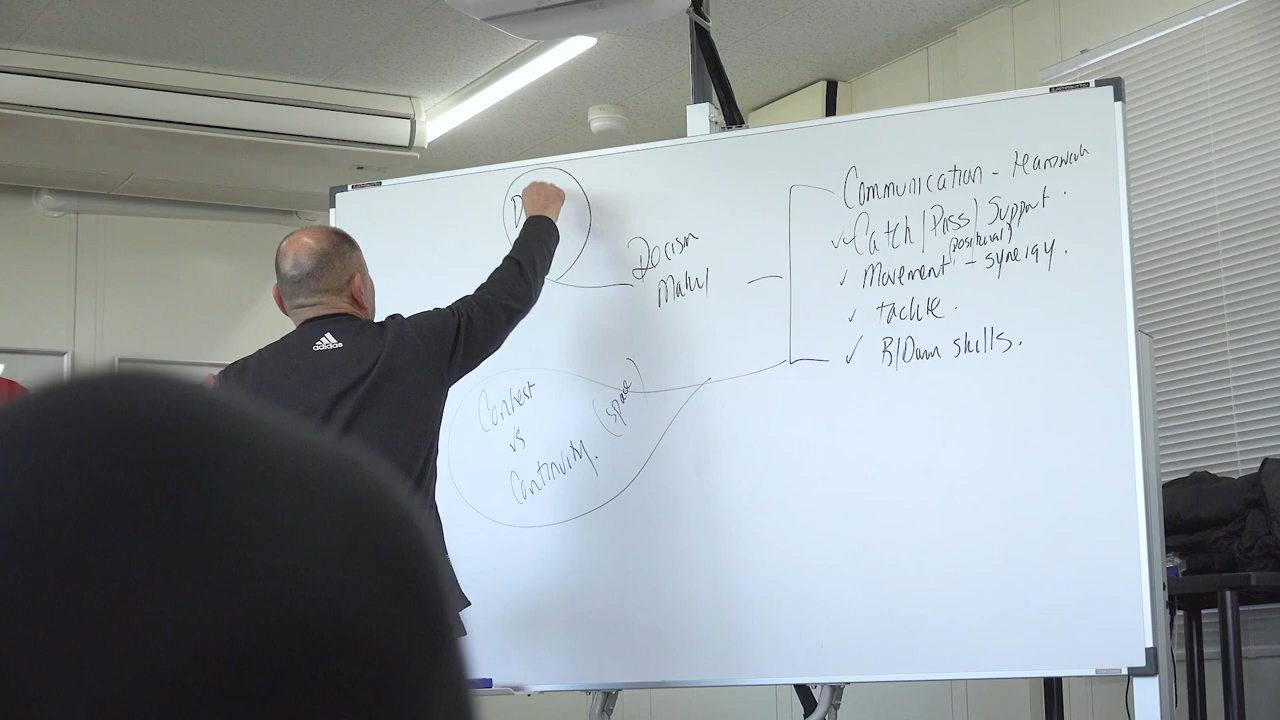 D
Decision
Making
Communication - Teamwork
✓ Catch/Pass/Support.
(positional)
✓ Movement - synergy.
✓ tackle.
✓ B/Down skills.
Contest
vs
Continuity. (space)
adidas